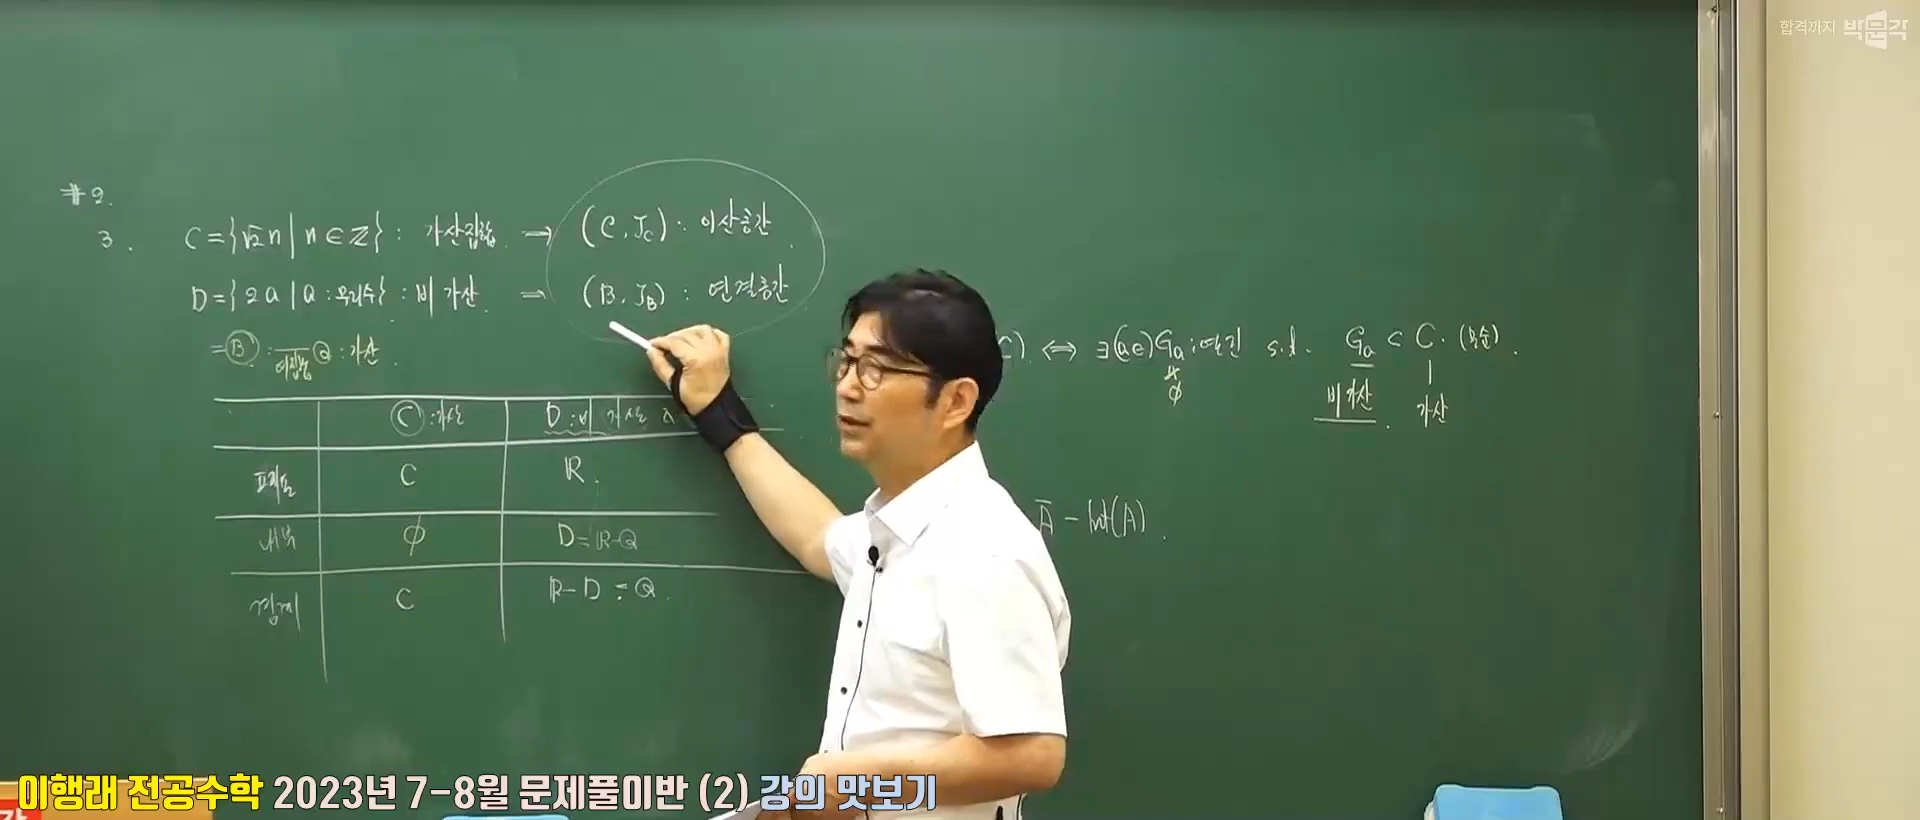 합격까지 박문각
#2.
3. C={√2n | n∈ℤ} : 가산집합. → (C, J_C) : 이산공간.
D={2a | a : 무리수} : 비가산. → (B, J_B) : 연결공간
=B : 여집합 Q : 가산.
C) ⇔ ∃(a∈)G_a : 열린 s.t. G_a < C. (모순).
∅
비가산. 가산
C : 가산 D : 비가산
폐포 C R.
내부 ∅ D=R-Q
경계 C R-D=Q.
Ā - Int(A).
이행래 전공수학 2023년 7-8월 문제풀이반 (2) 강의 맛보기